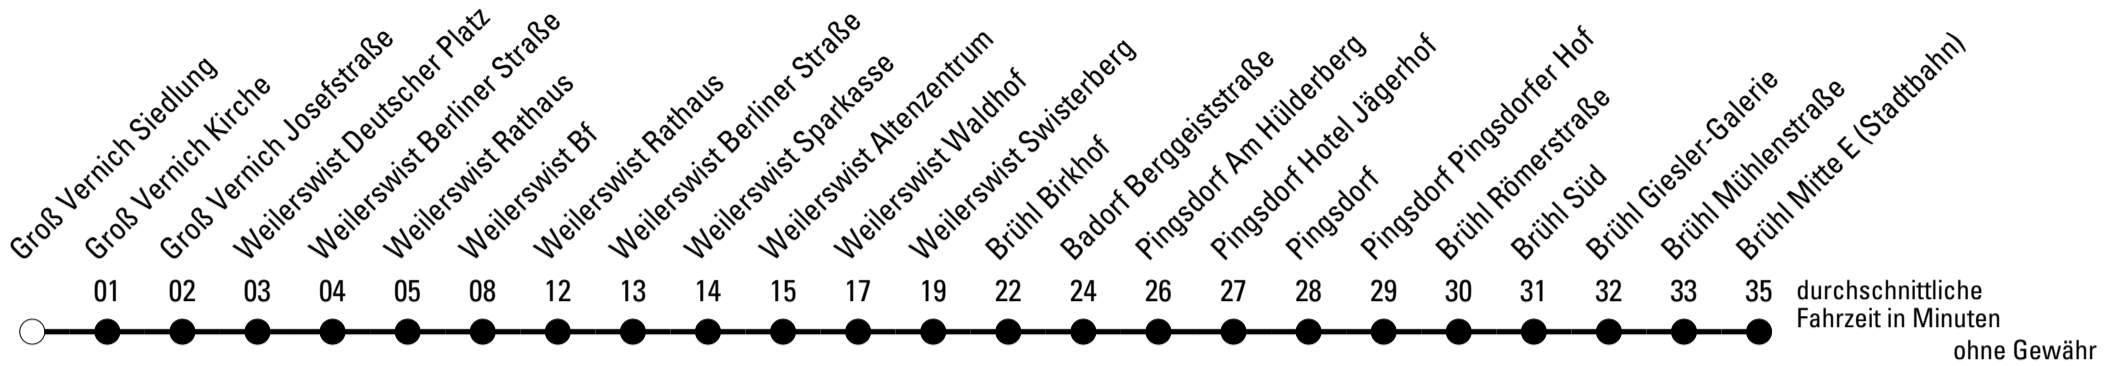 Groß Vernich Siedlung
Groß Vernich Kirche
Groß Vernich Josefstraße
Weilerswist Deutscher Platz
Weilerswist Berliner Straße
Weilerswist Rathaus
Weilerswist Bf
Weilerswist Rathaus
Weilerswist Berliner Straße
Weilerswist Sparkasse
Weilerswist Altenzentrum
Weilerswist Waldhof
Weilerswist Swisterberg
Brühl Birkhof
Badorf Berggeiststraße
Pingsdorf Am Hülderberg
Pingsdorf Hotel Jägerhof
Pingsdorf
Pingsdorf Pingsdorfer Hof
Brühl Römerstraße
Brühl Süd
Brühl Giesler-Galerie
Brühl Mühlenstraße
Brühl Mitte E (Stadtbahn)
01 02 03 04 05 08 12 13 14 15 17 19 22 24 26 27 28 29 30 31 32 33 35 durchschnittliche
Fahrzeit in Minuten
ohne Gewähr